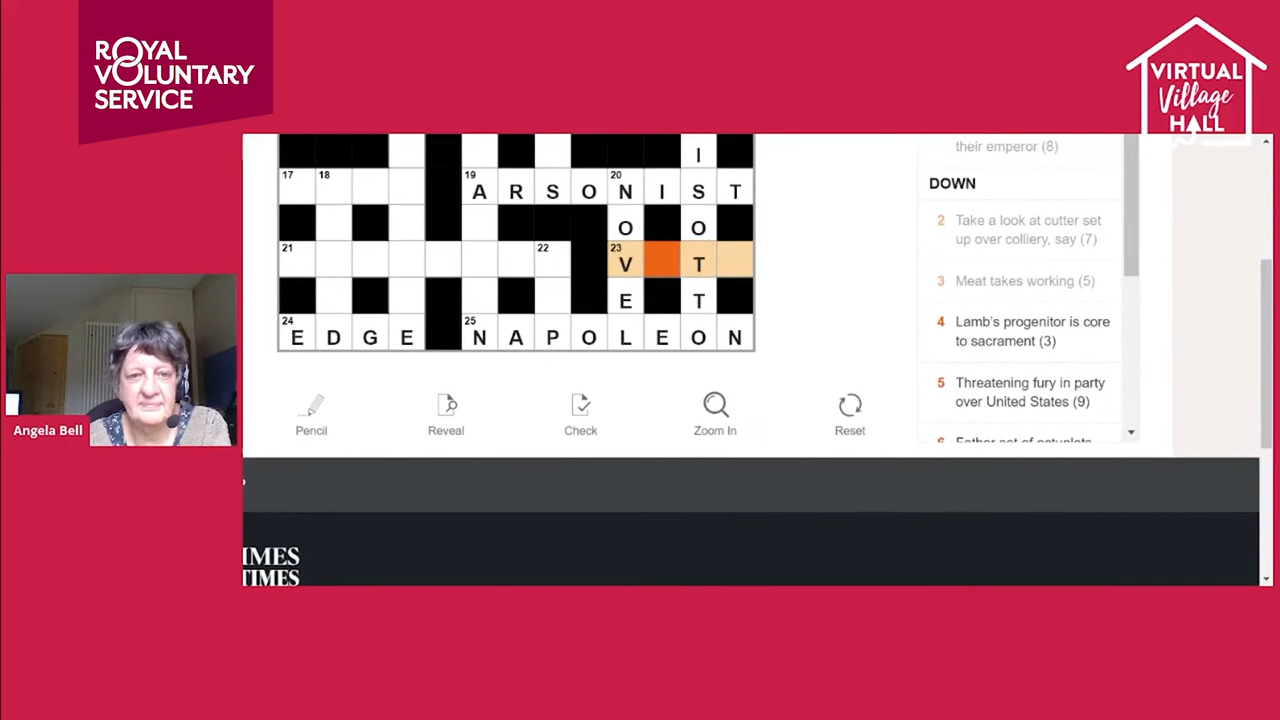 ROYAL
VOLUNTARY
SERVICE
VIRTUAL
Village
HALL
their emperor (8)
DOWN
2 Take a look at cutter set
up over colliery, say (7)
3 Meat takes working (5)
4 Lamb's progenitor is core
to sacrament (3)
5 Threatening fury in party
over United States (9)
I
17 18 19 20
A R S O N I S T
O O
21 22 23
V T
E T
24 25
E D G E N A P O L E O N
Pencil
Reveal
Check
Zoom In
Reset
Angela Bell
IMES
TIMES